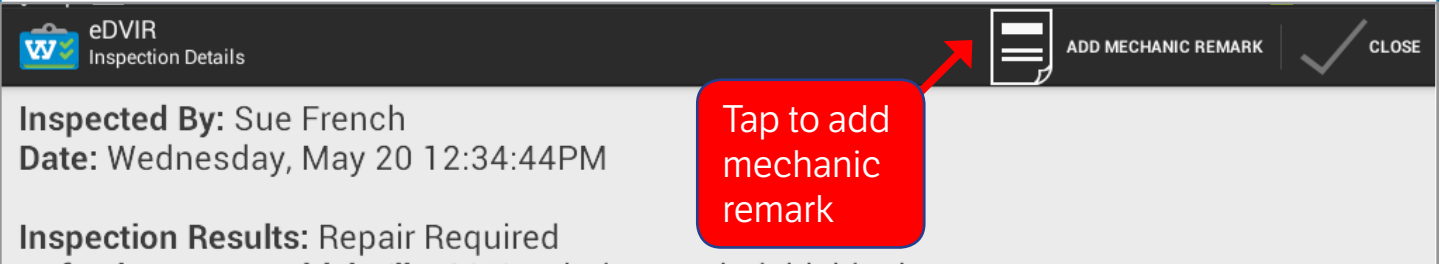 eDVIR
Inspection Details
ADD MECHANIC REMARK
CLOSE
Inspected By: Sue French
Date: Wednesday, May 20 12:34:44PM
Tap to add
mechanic
remark
Inspection Results: Repair Required